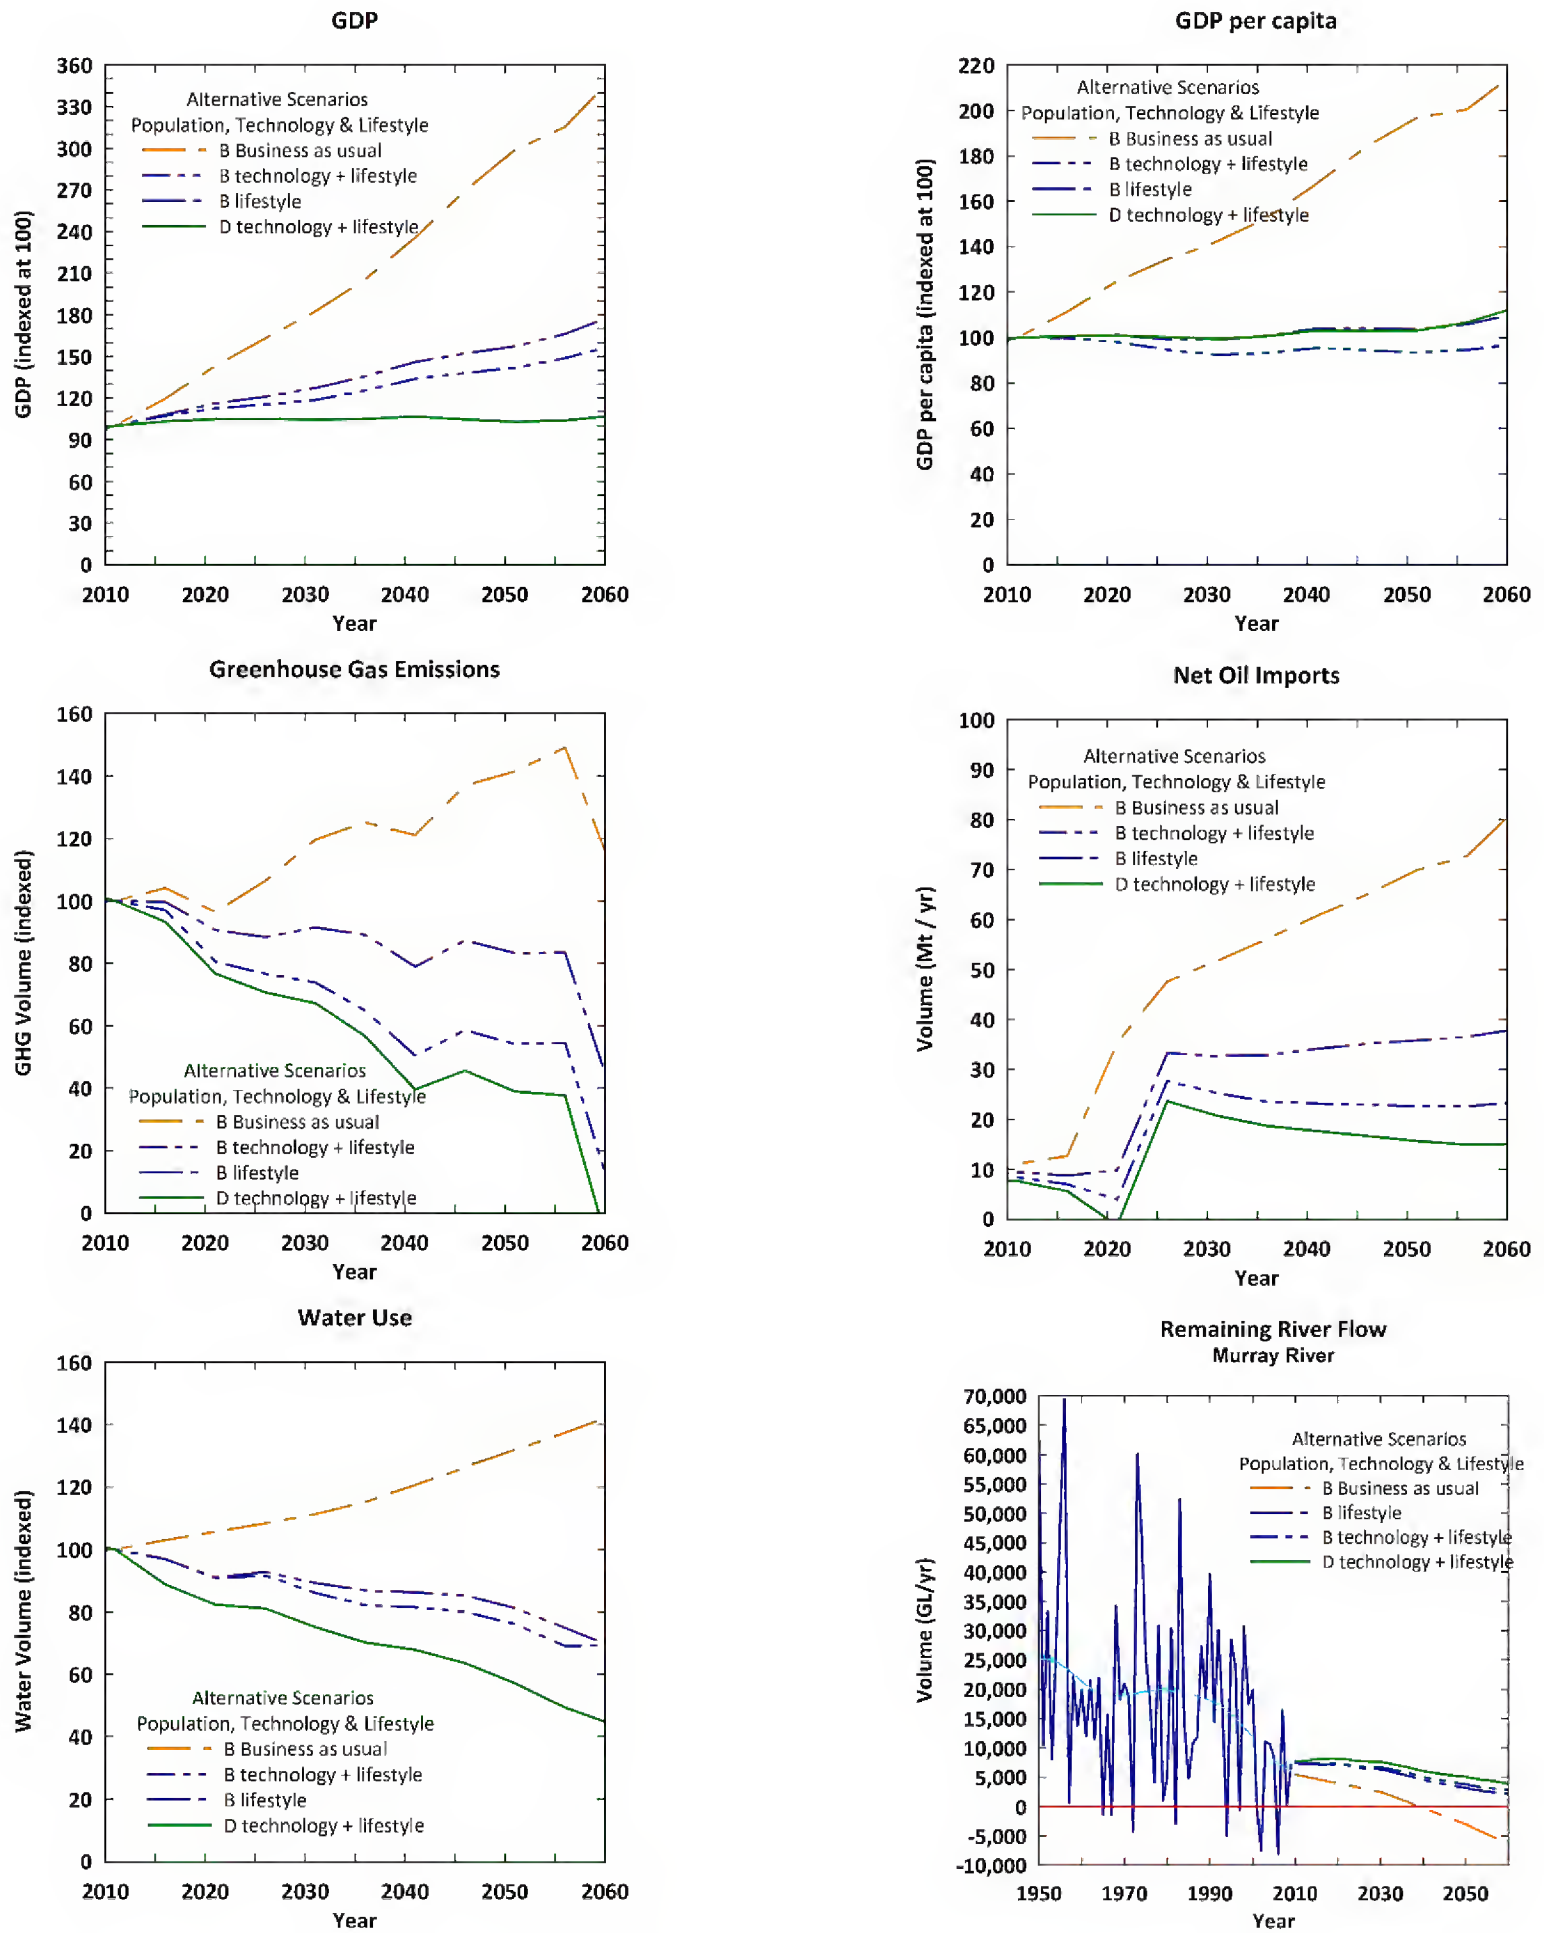 GDP
GDP (indexed at 100)
360
330
300
270
240
210
180
150
120
90
60
30
0
Alternative Scenarios
Population, Technology & Lifestyle
B Business as usual
B technology + lifestyle
B lifestyle
D technology + lifestyle
2010 2020 2030 2040 2050 2060
Year
GDP per capita
GDP per capita (indexed at 100)
220
200
180
160
140
120
100
80
60
40
20
0
Alternative Scenarios
Population, Technology & Lifestyle
B Business as usual
B technology + lifestyle
B lifestyle
D technology + lifestyle
2010 2020 2030 2040 2050 2060
Year
Greenhouse Gas Emissions
GHG Volume (indexed)
160
140
120
100
80
60
40
20
0
Alternative Scenarios
Population, Technology & Lifestyle
B Business as usual
B technology + lifestyle
B lifestyle
D technology + lifestyle
2010 2020 2030 2040 2050 2060
Year
Net Oil Imports
Volume (Mt / yr)
100
90
80
70
60
50
40
30
20
10
0
Alternative Scenarios
Population, Technology & Lifestyle
B Business as usual
B technology + lifestyle
B lifestyle
D technology + lifestyle
2010 2020 2030 2040 2050 2060
Year
Water Use
Water Volume (indexed)
160
140
120
100
80
60
40
20
0
Alternative Scenarios
Population, Technology & Lifestyle
B Business as usual
B technology + lifestyle
B lifestyle
D technology + lifestyle
2010 2020 2030 2040 2050 2060
Year
Remaining River Flow
Murray River
Volume (GL/yr)
70,000
65,000
60,000
55,000
50,000
45,000
40,000
35,000
30,000
25,000
20,000
15,000
10,000
5,000
0
-5,000
-10,000
Alternative Scenarios
Population, Technology & Lifestyle
B Business as usual
B lifestyle
B technology + lifestyle
D technology + lifestyle
1950 1970 1990 2010 2030 2050
Year